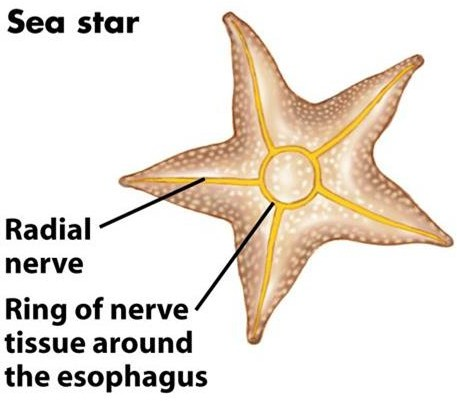 Sea star
Radial
nerve
Ring of nerve
tissue around
the esophagus